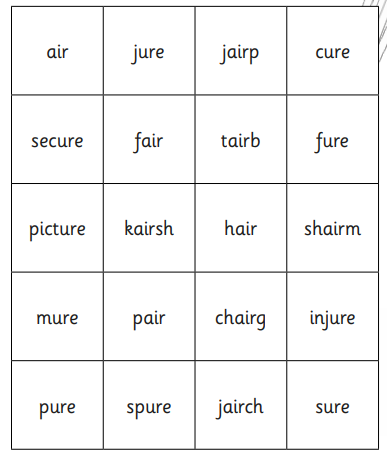 air jure jairp cure
secure fair tairb fure
picture kairsh hair shairm
mure pair chairg injure
pure spure jairch sure